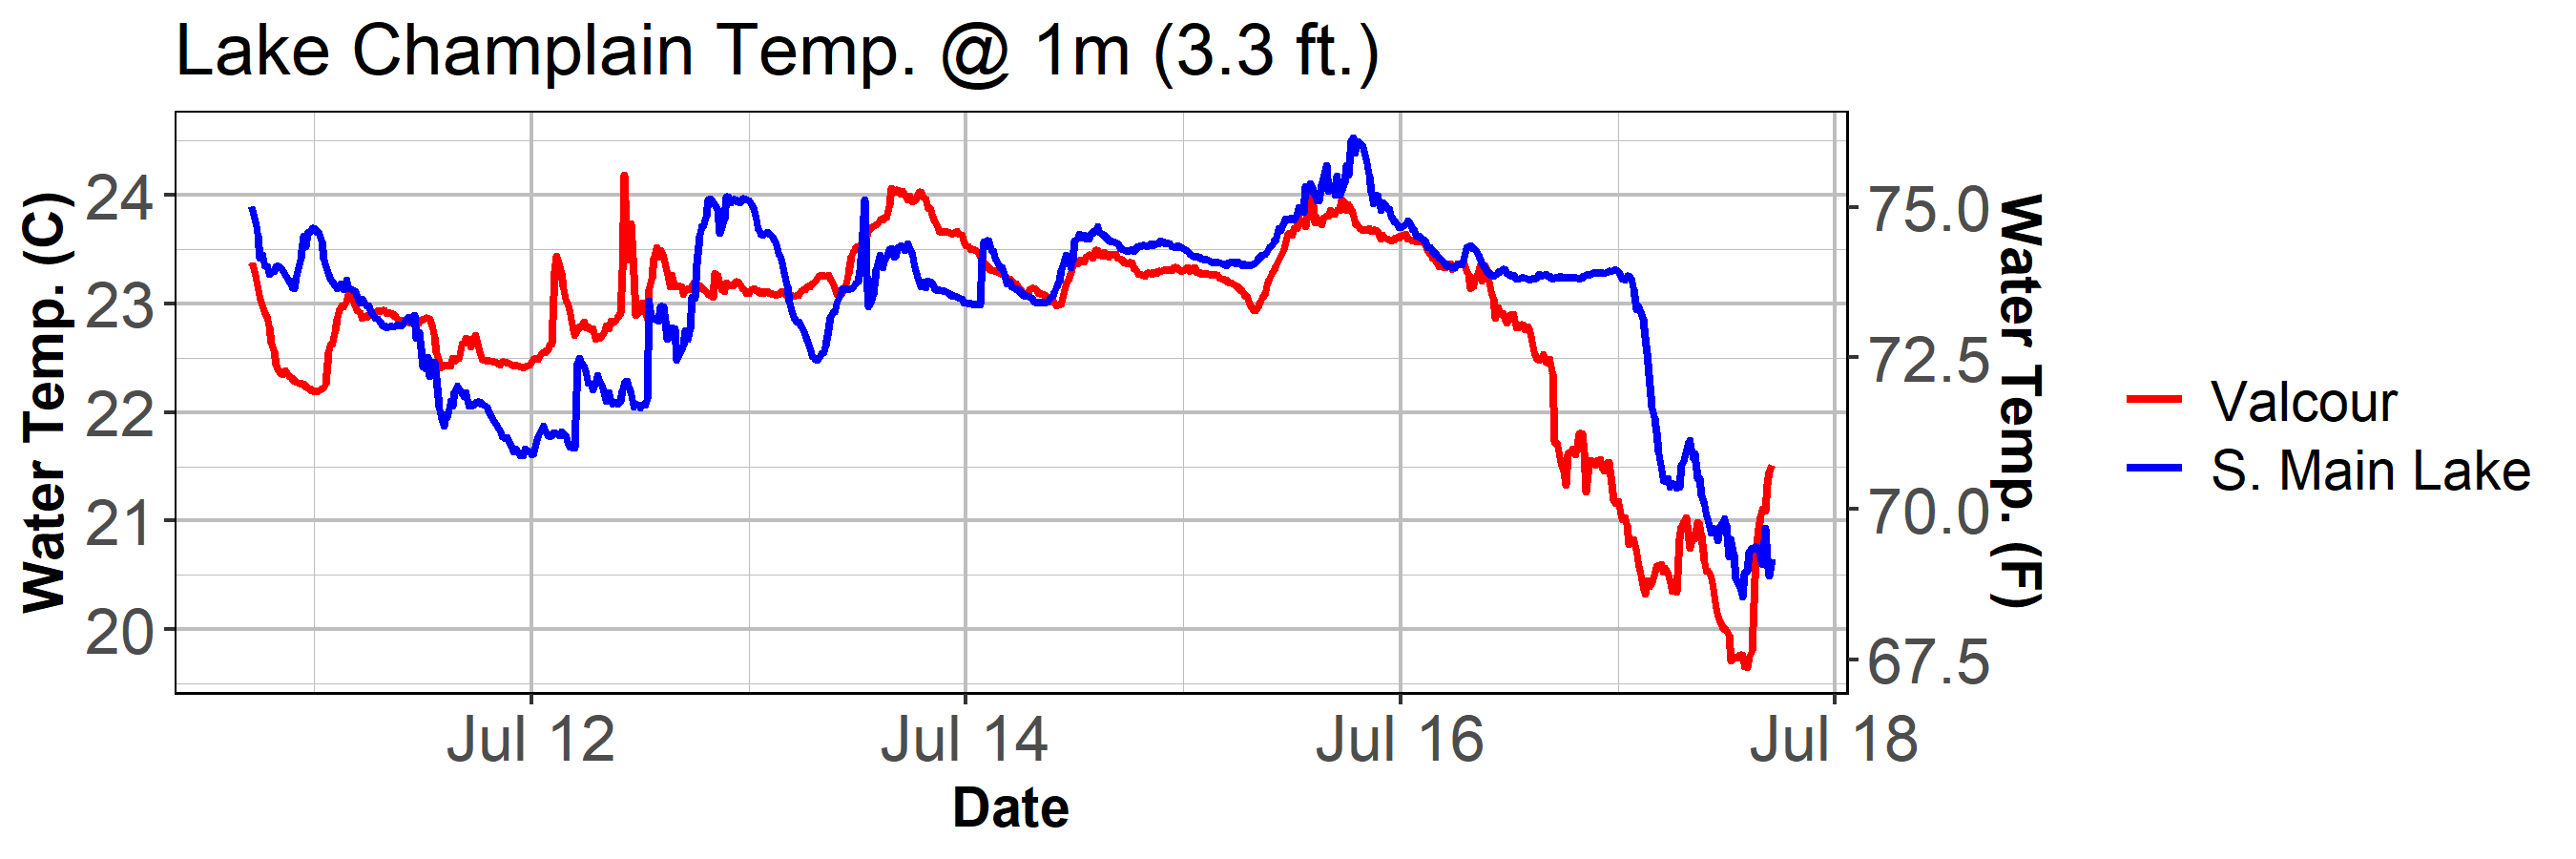 Lake Champlain Temp. @ 1m (3.3 ft.)
Water Temp. (C)
24
23
22
21
20
75.0
72.5
70.0
67.5
Water Temp. (F)
Jul 12
Jul 14
Jul 16
Jul 18
Date
Valcour
S. Main Lake